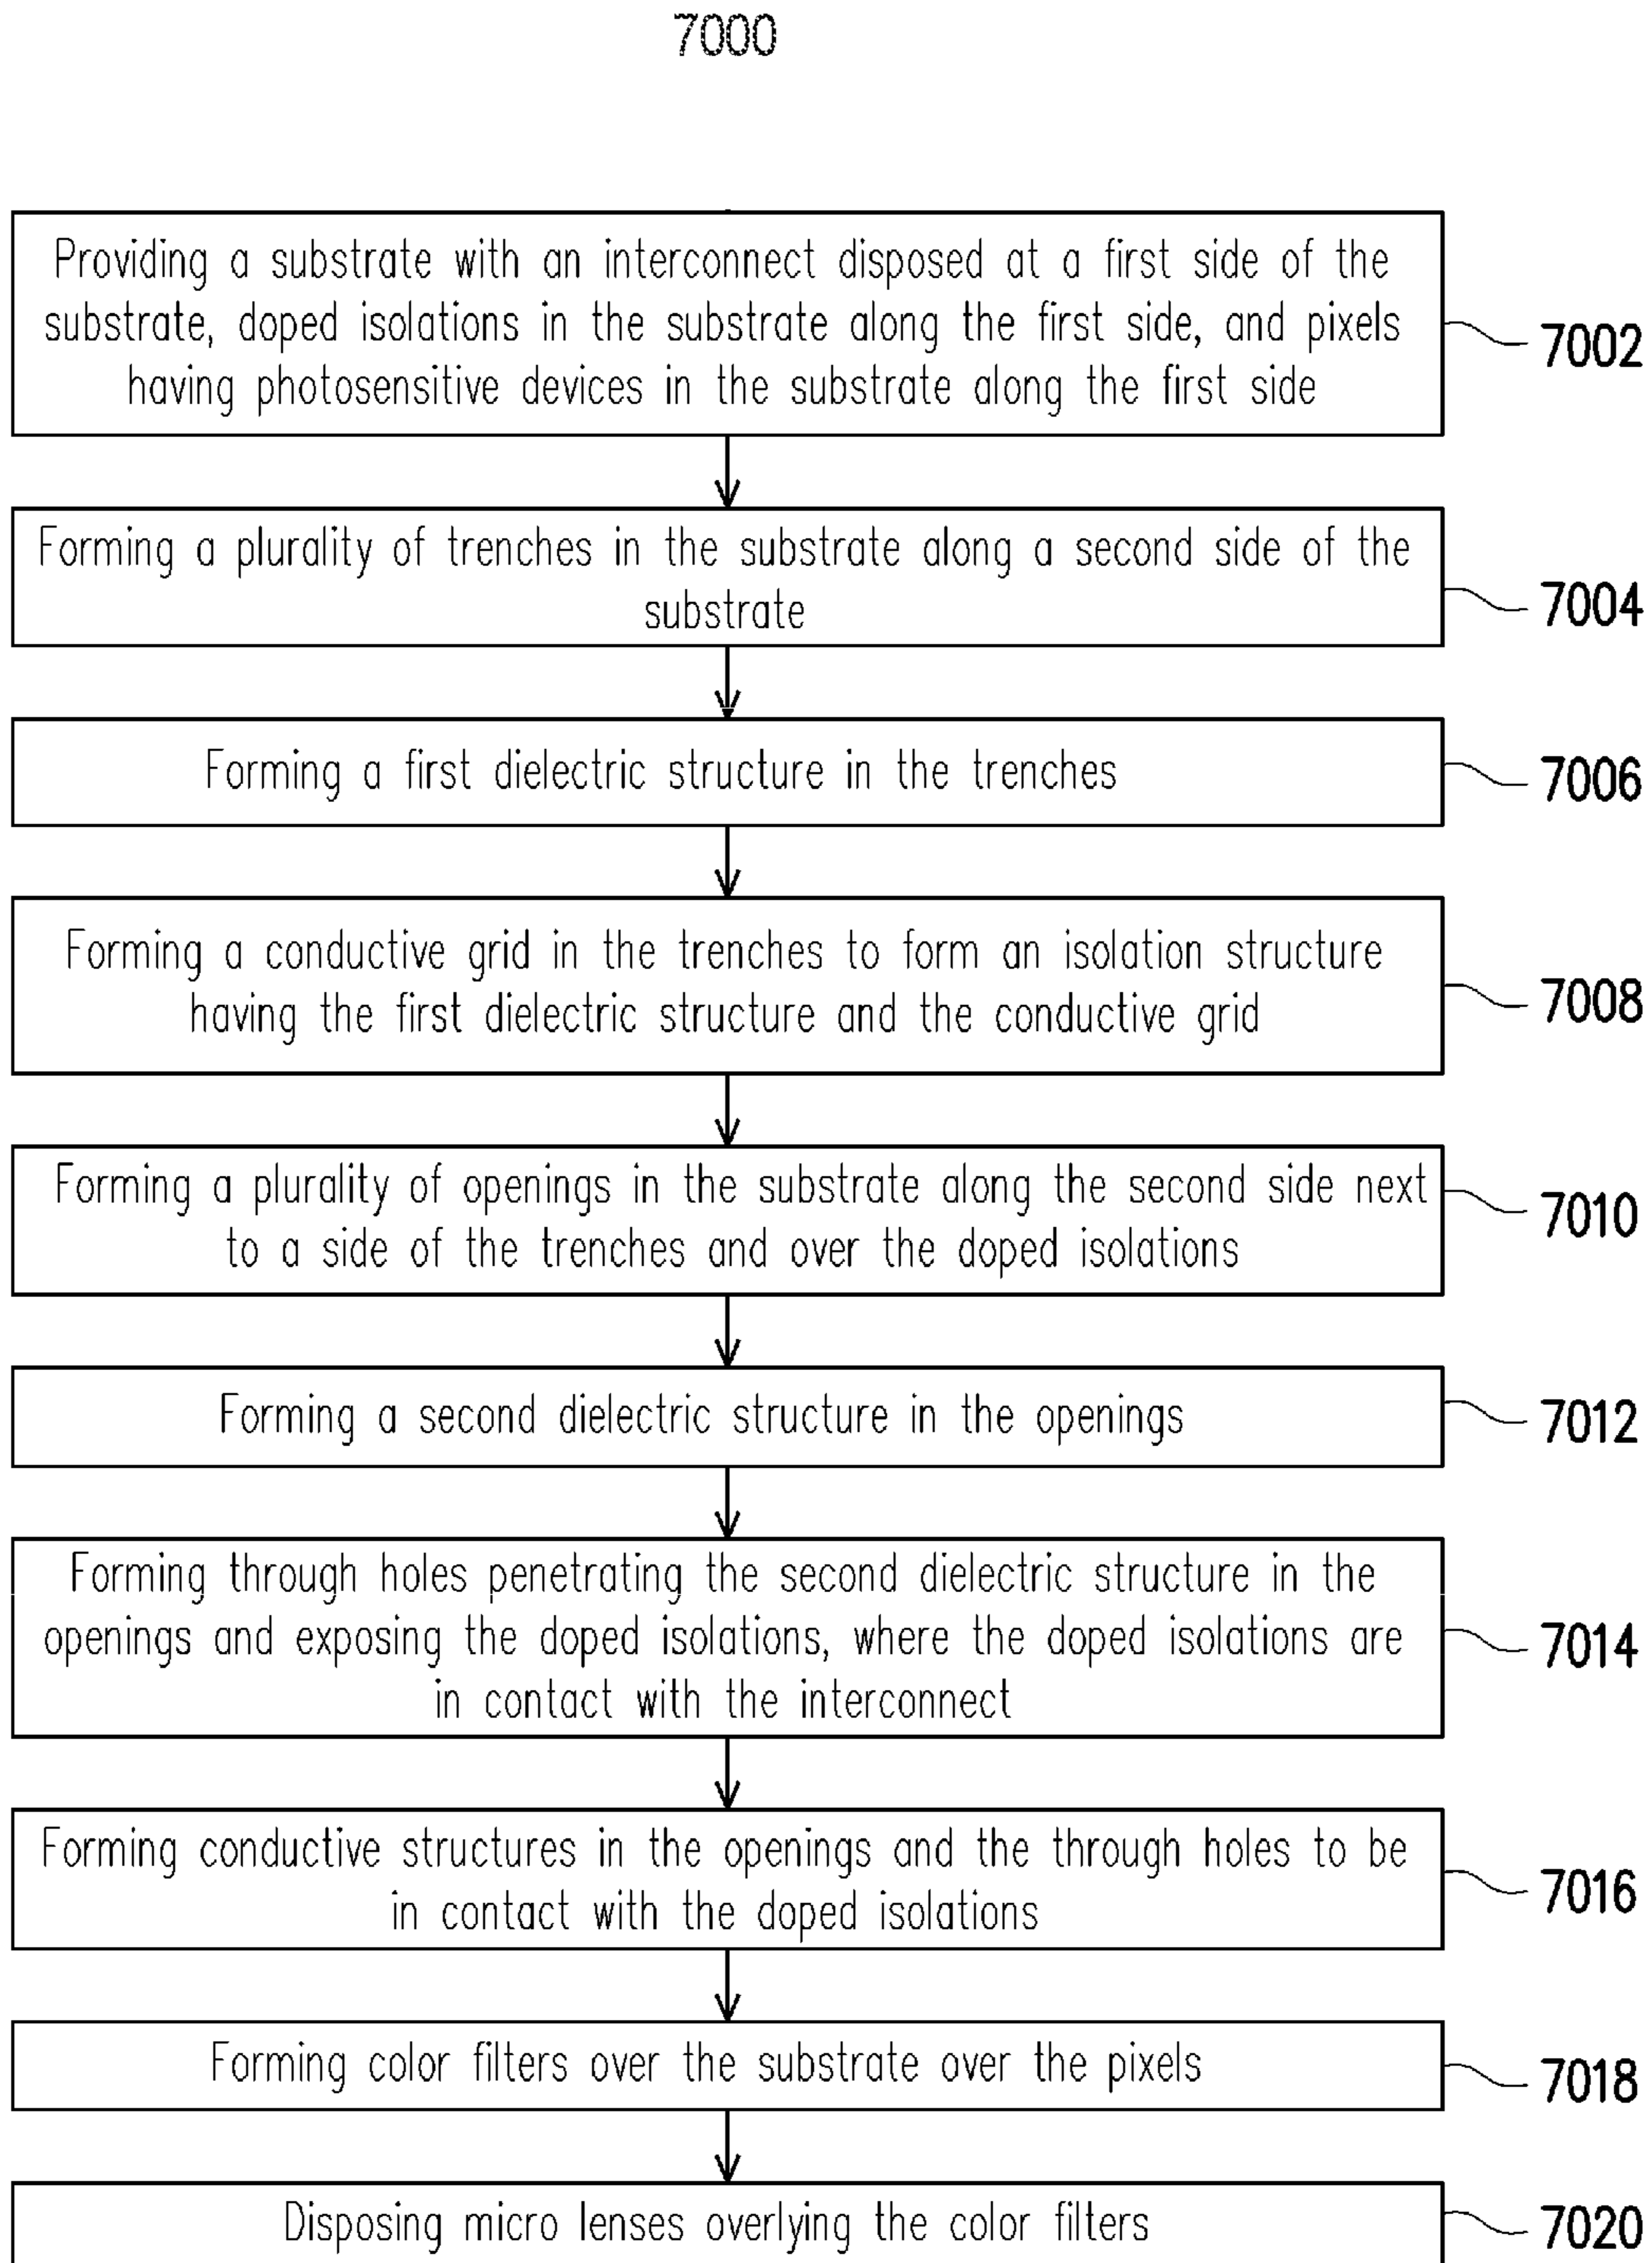 7000
Providing a substrate with an interconnect disposed at a first side of the
substrate, doped isolations in the substrate along the first side, and pixels
having photosensitive devices in the substrate along the first side
7002
Forming a plurality of trenches in the substrate along a second side of the
substrate
7004
Forming a first dielectric structure in the trenches
7006
Forming a conductive grid in the trenches to form an isolation structure
having the first dielectric structure and the conductive grid
7008
Forming a plurality of openings in the substrate along the second side next
to a side of the trenches and over the doped isolations
7010
Forming a second dielectric structure in the openings
7012
Forming through holes penetrating the second dielectric structure in the
openings and exposing the doped isolations, where the doped isolations are
in contact with the interconnect
7014
Forming conductive structures in the openings and the through holes to be
in contact with the doped isolations
7016
Forming color filters over the substrate over the pixels
7018
Disposing micro lenses overlying the color filters
7020